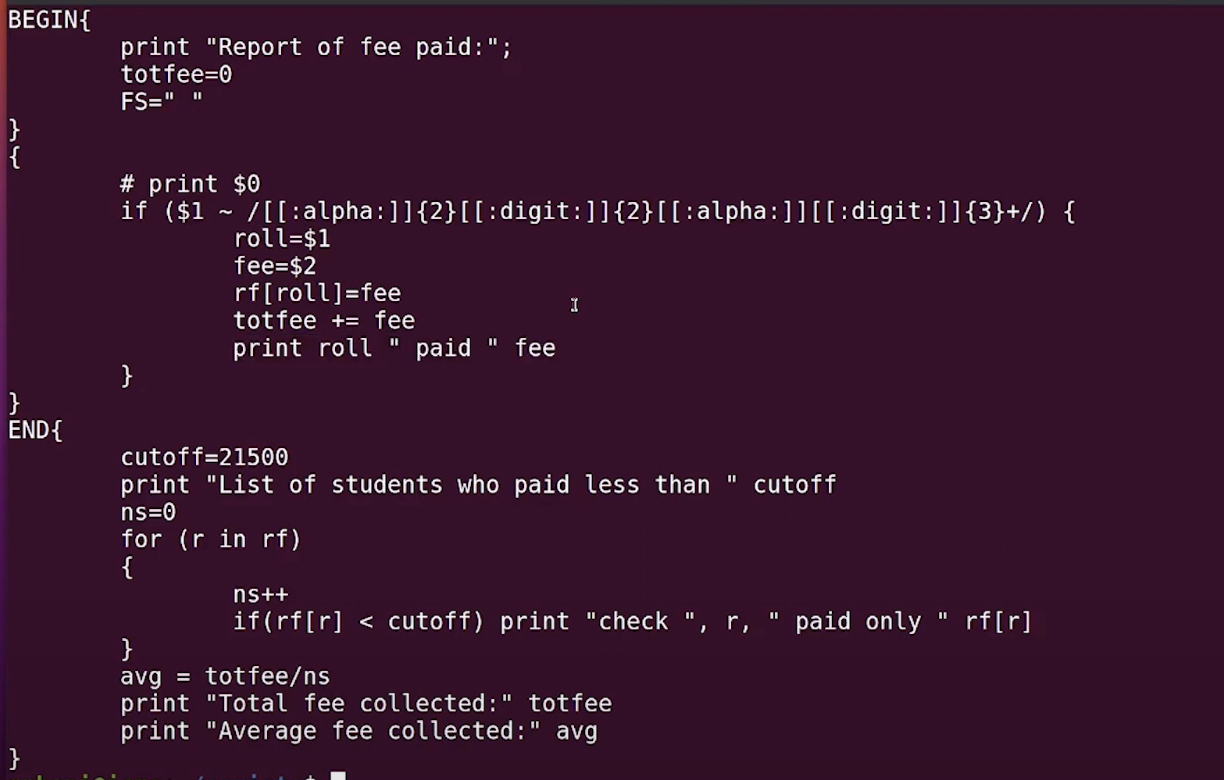 BEGIN{
print "Report of fee paid:";
totfee=0
FS=" "
}
{
# print $0
if ($1 ~ /[[:alpha:]]{2}[[:digit:]]{2}[[:alpha:]][[:digit:]]{3}+/) {
roll=$1
fee=$2
rf[roll]=fee
totfee += fee
print roll " paid " fee
}
}
END{
cutoff=21500
print "List of students who paid less than " cutoff
ns=0
for (r in rf)
{
ns++
if(rf[r] < cutoff) print "check ", r, " paid only " rf[r]
}
avg = totfee/ns
print "Total fee collected:" totfee
print "Average fee collected:" avg
}